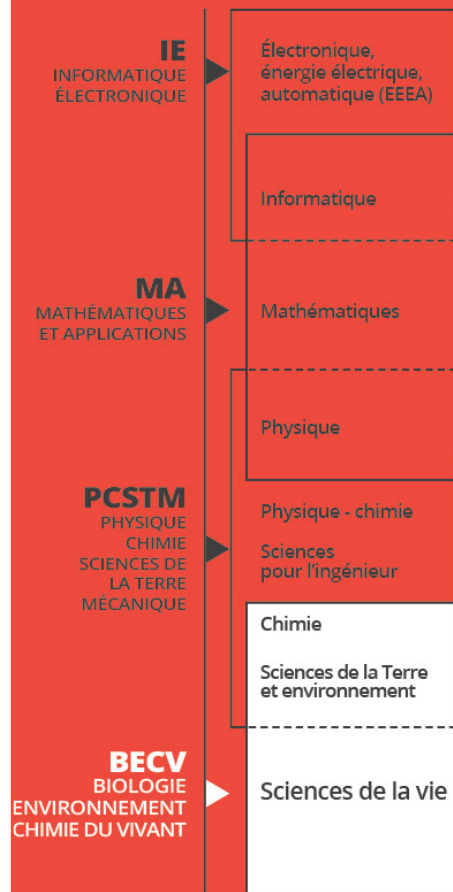 IE
INFORMATIQUE
ÉLECTRONIQUE
Électronique,
énergie électrique,
automatique (EEEA)
Informatique
MA
MATHÉMATIQUES
ET APPLICATIONS
Mathématiques
Physique
PCSTM
PHYSIQUE
CHIMIE
SCIENCES DE
LA TERRE
MÉCANIQUE
Physique - chimie
Sciences
pour l'ingénieur
Chimie
Sciences de la Terre
et environnement
BECV
BIOLOGIE
ENVIRONNEMENT
CHIMIE DU VIVANT
Sciences de la vie